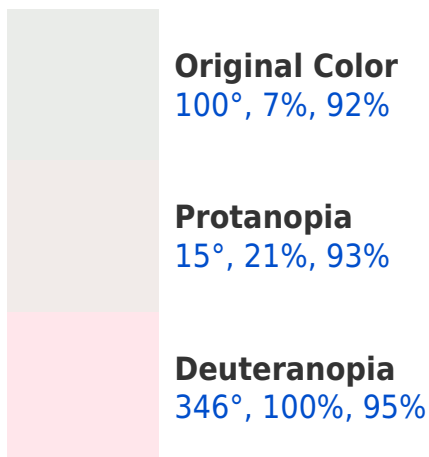 Original Color
100°, 7%, 92%
Protanopia
15°, 21%, 93%
Deuteranopia
346°, 100%, 95%